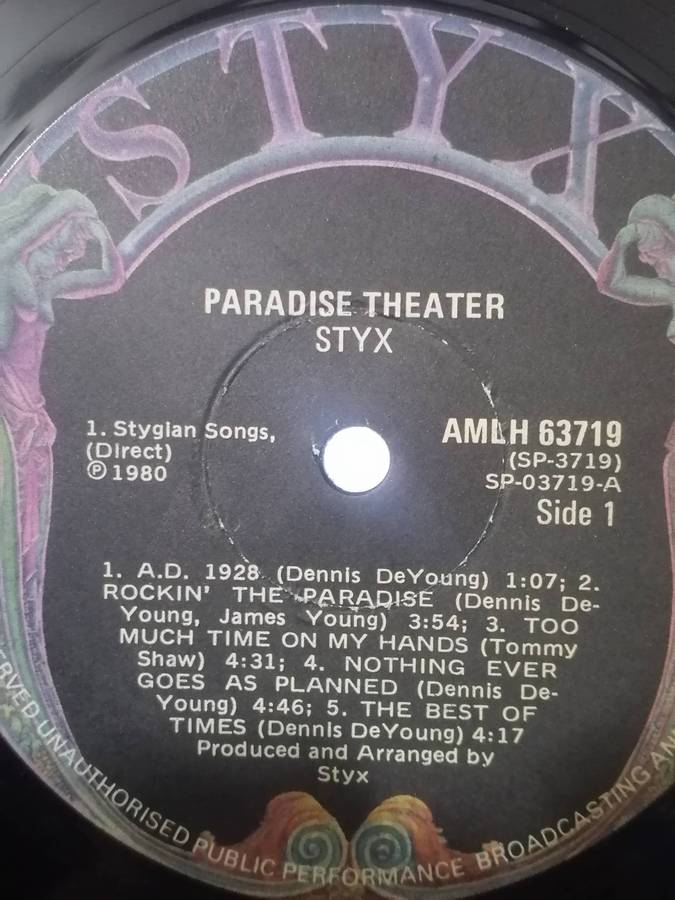 STYX
PARADISE THEATER
STYX
1. Stygian Songs,
(Direct)
℗ 1980
AMLH 63719
(SP-3719)
SP-03719-A
Side 1
1. A.D. 1928 (Dennis DeYoung) 1:07; 2.
ROCKIN' THE PARADISE (Dennis De-
Young, James Young) 3:54; 3. TOO
MUCH TIME ON MY HANDS (Tommy
Shaw) 4:31; 4. NOTHING EVER
GOES AS PLANNED (Dennis De-
Young) 4:46; 5. THE BEST OF
TIMES (Dennis DeYoung) 4:17
Produced and Arranged by
Styx
UNAUTHORISED PUBLIC PERFORMANCE BROADCASTING